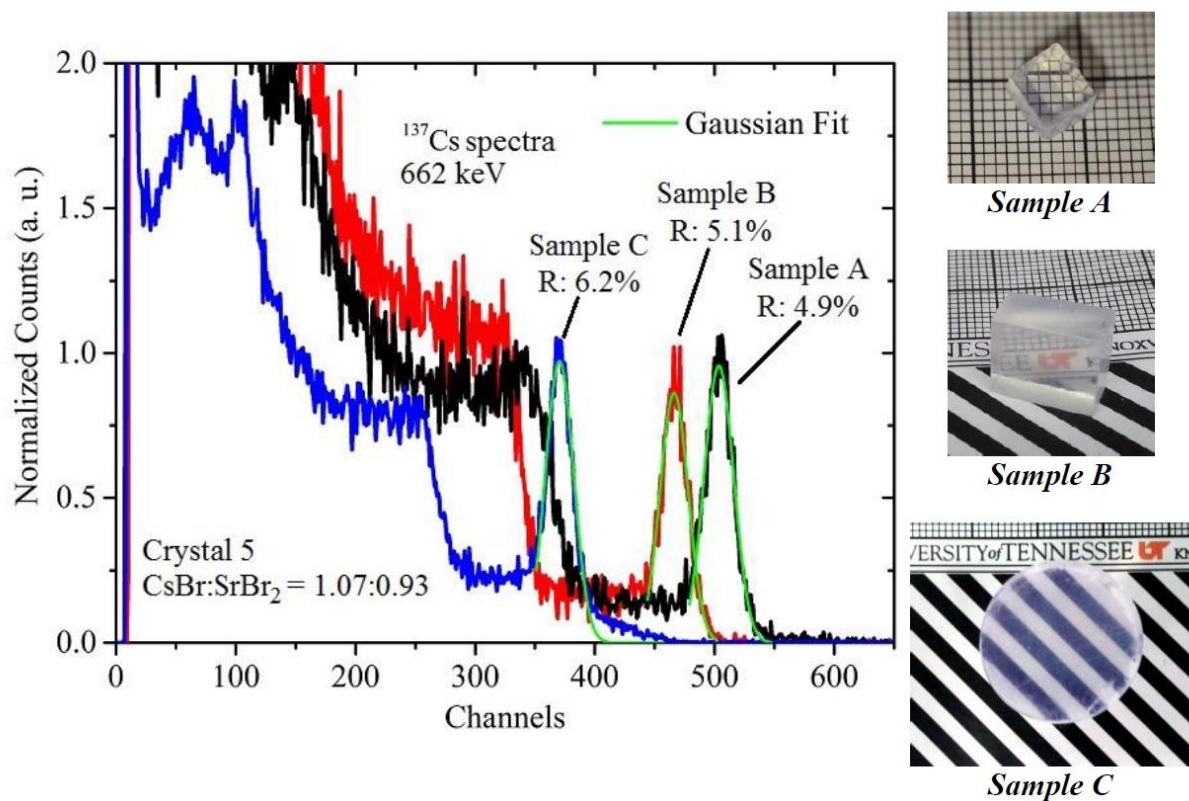 2.0
1.5
1.0
0.5
0.0
Normalized Counts (a. u.)
¹³⁷Cs spectra
662 keV
Gaussian Fit
Sample C
R: 6.2%
Sample B
R: 5.1%
Sample A
R: 4.9%
Crystal 5
CsBr:SrBr₂ = 1.07:0.93
0 100 200 300 400 500 600
Channels
Sample A
Sample B
VERSITY of TENNESSEE UT KN
Sample C